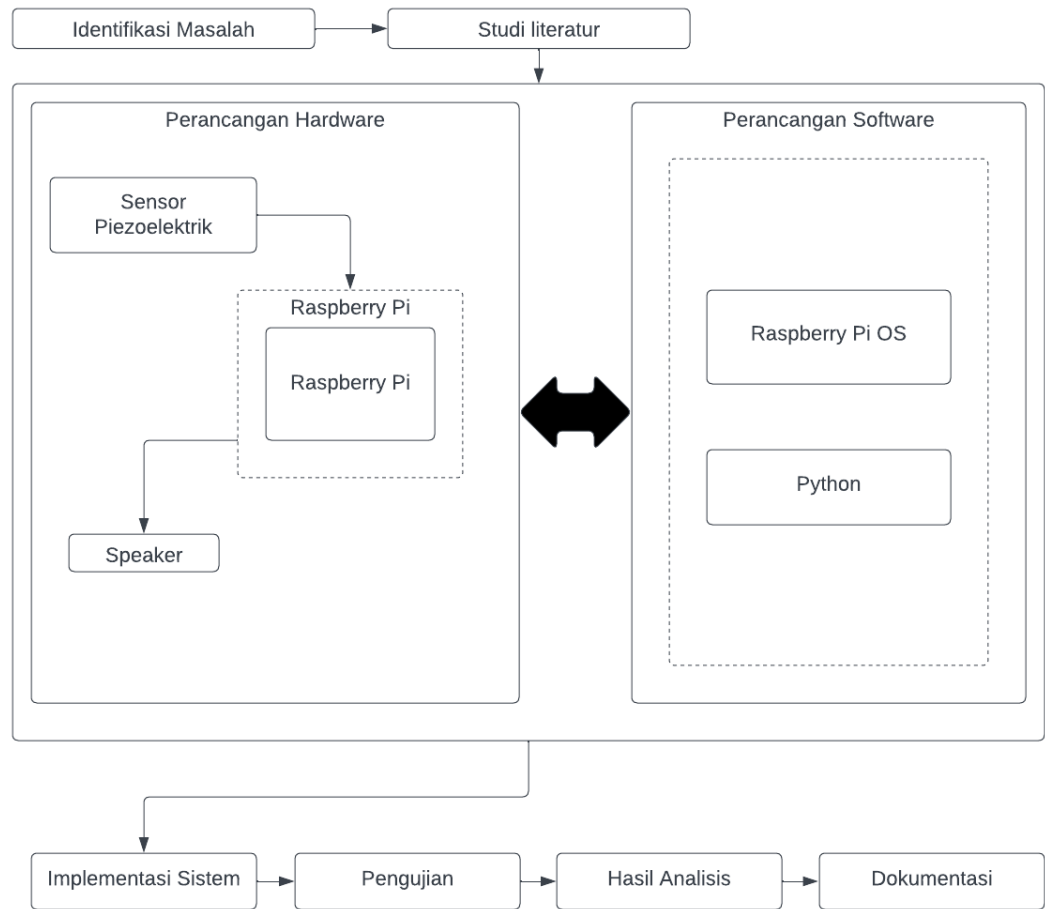 Identifikasi Masalah
Studi literatur
Perancangan Hardware
Sensor
Piezoelektrik
Raspberry Pi
Raspberry Pi
Speaker
Perancangan Software
Raspberry Pi OS
Python
Implementasi Sistem
Pengujian
Hasil Analisis
Dokumentasi